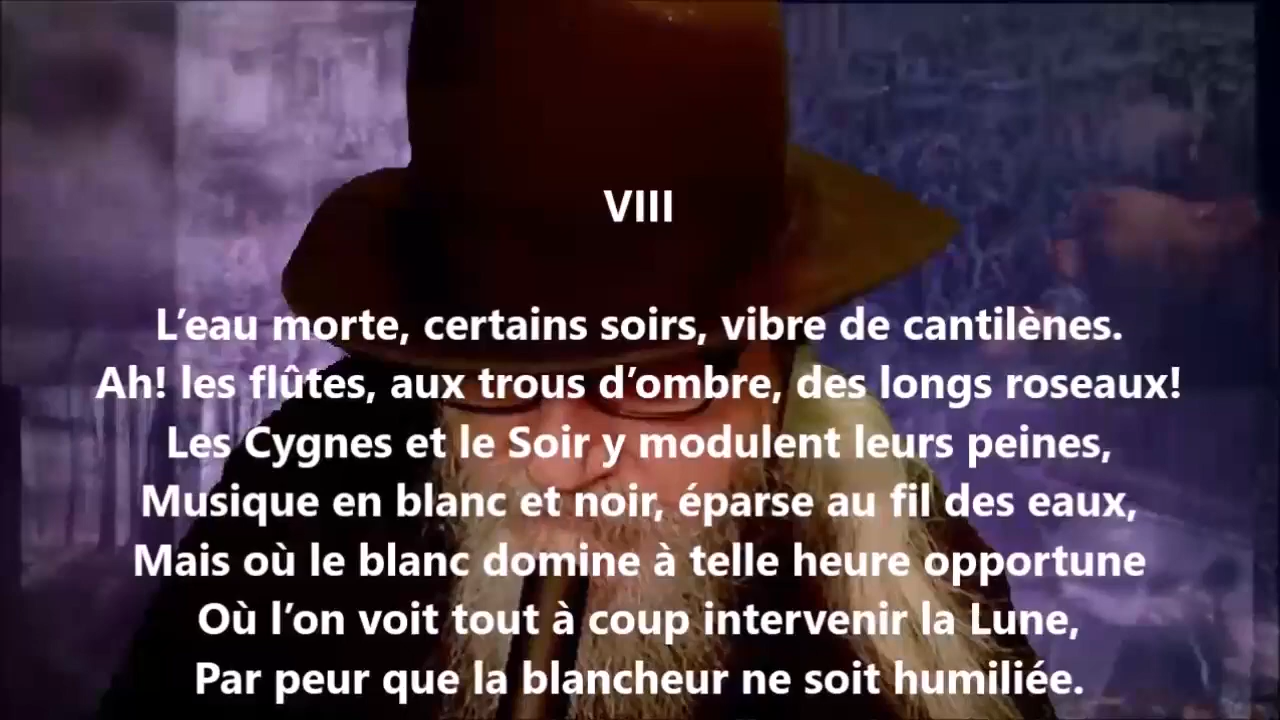 VIII
L’eau morte, certains soirs, vibre de cantilènes.
Ah! les flûtes, aux trous d’ombre, des longs roseaux!
Les Cygnes et le Soir y modulent leurs peines,
Musique en blanc et noir, éparse au fil des eaux,
Mais où le blanc domine à telle heure opportune
Où l’on voit tout à coup intervenir la Lune,
Par peur que la blancheur ne soit humiliée.